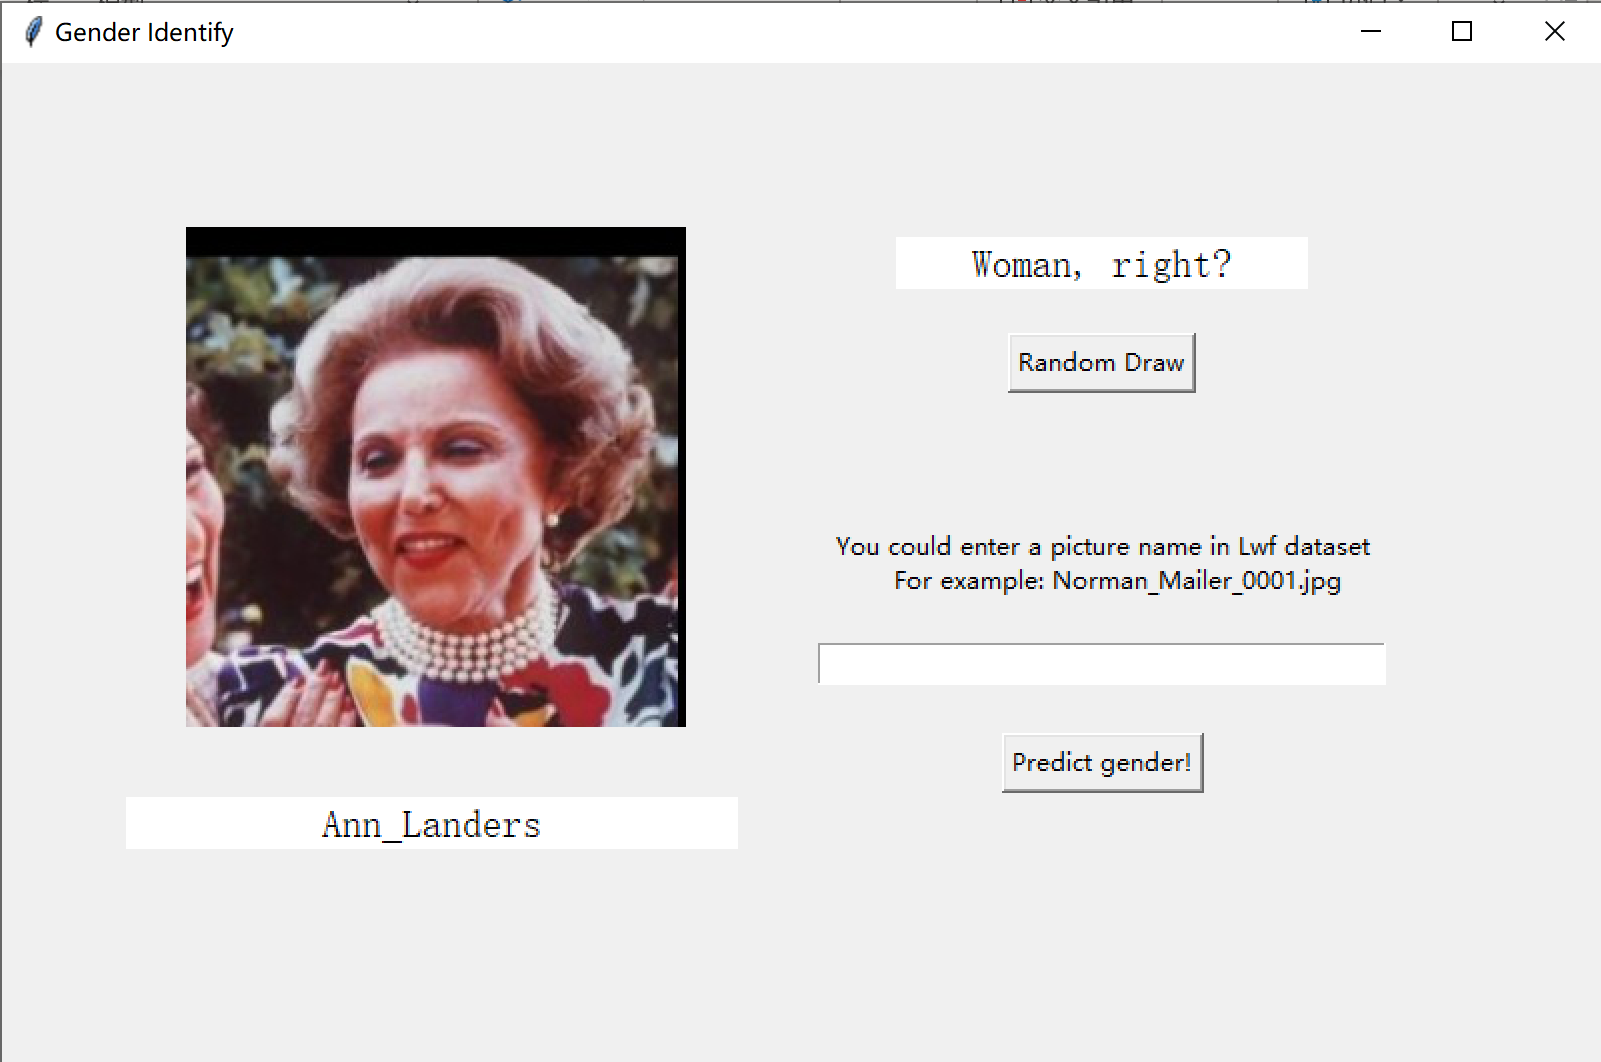 Gender Identify
Woman, right?
Random Draw
You could enter a picture name in Lwf dataset
For example: Norman_Mailer_0001.jpg
Predict gender!
Ann_Landers